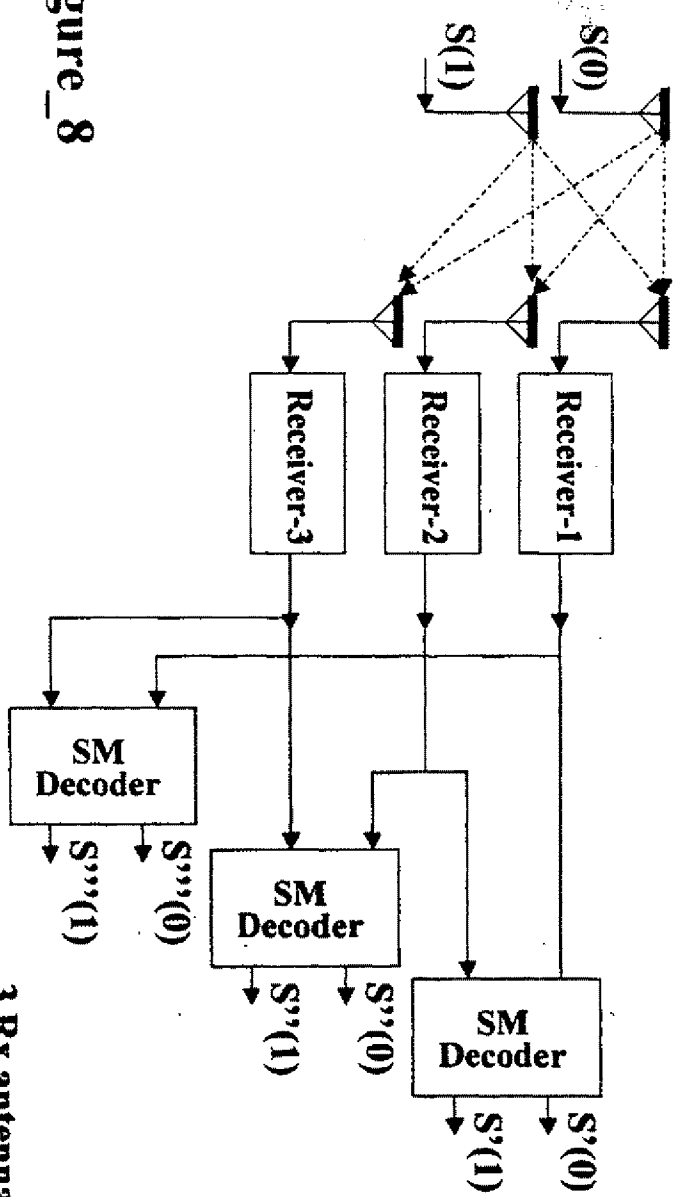 S(0)
S(1)
Receiver-1
Receiver-2
Receiver-3
SM
Decoder
S'(0)
S'(1)
SM
Decoder
S''(0)
S''(1)
SM
Decoder
S'''(0)
S'''(1)
gure_8
3 Rx antenna